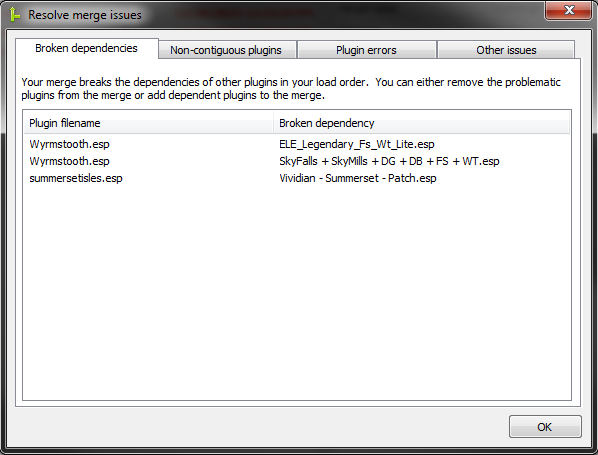 Resolve merge issues
Broken dependencies Non-contiguous plugins Plugin errors Other issues
Your merge breaks the dependencies of other plugins in your load order. You can either remove the problematic
plugins from the merge or add dependent plugins to the merge.
Plugin filename Broken dependency
Wyrmstooth.esp ELE_Legendary_Fs_Wt_Lite.esp
Wyrmstooth.esp SkyFalls + SkyMills + DG + DB + FS + WT.esp
summersetisles.esp Vividian - Summerset - Patch.esp
OK